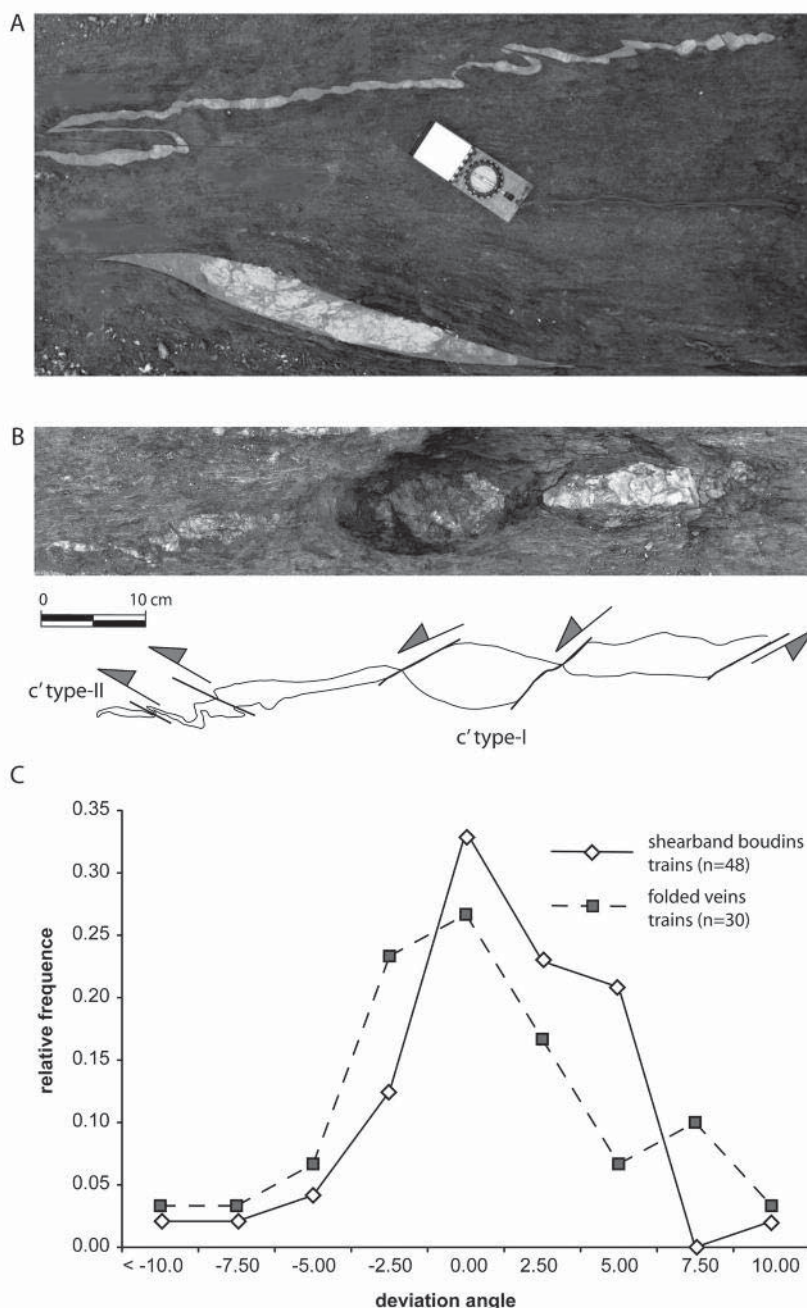 A
B
0 10 cm
c' type-II
c' type-I
C
0.35
0.30
0.25
0.20
0.15
0.10
0.05
0.00
relative frequence
shearband boudins
trains (n=48)
folded veins
trains (n=30)
< -10.0 -7.50 -5.00 -2.50 0.00 2.50 5.00 7.50 10.00
deviation angle